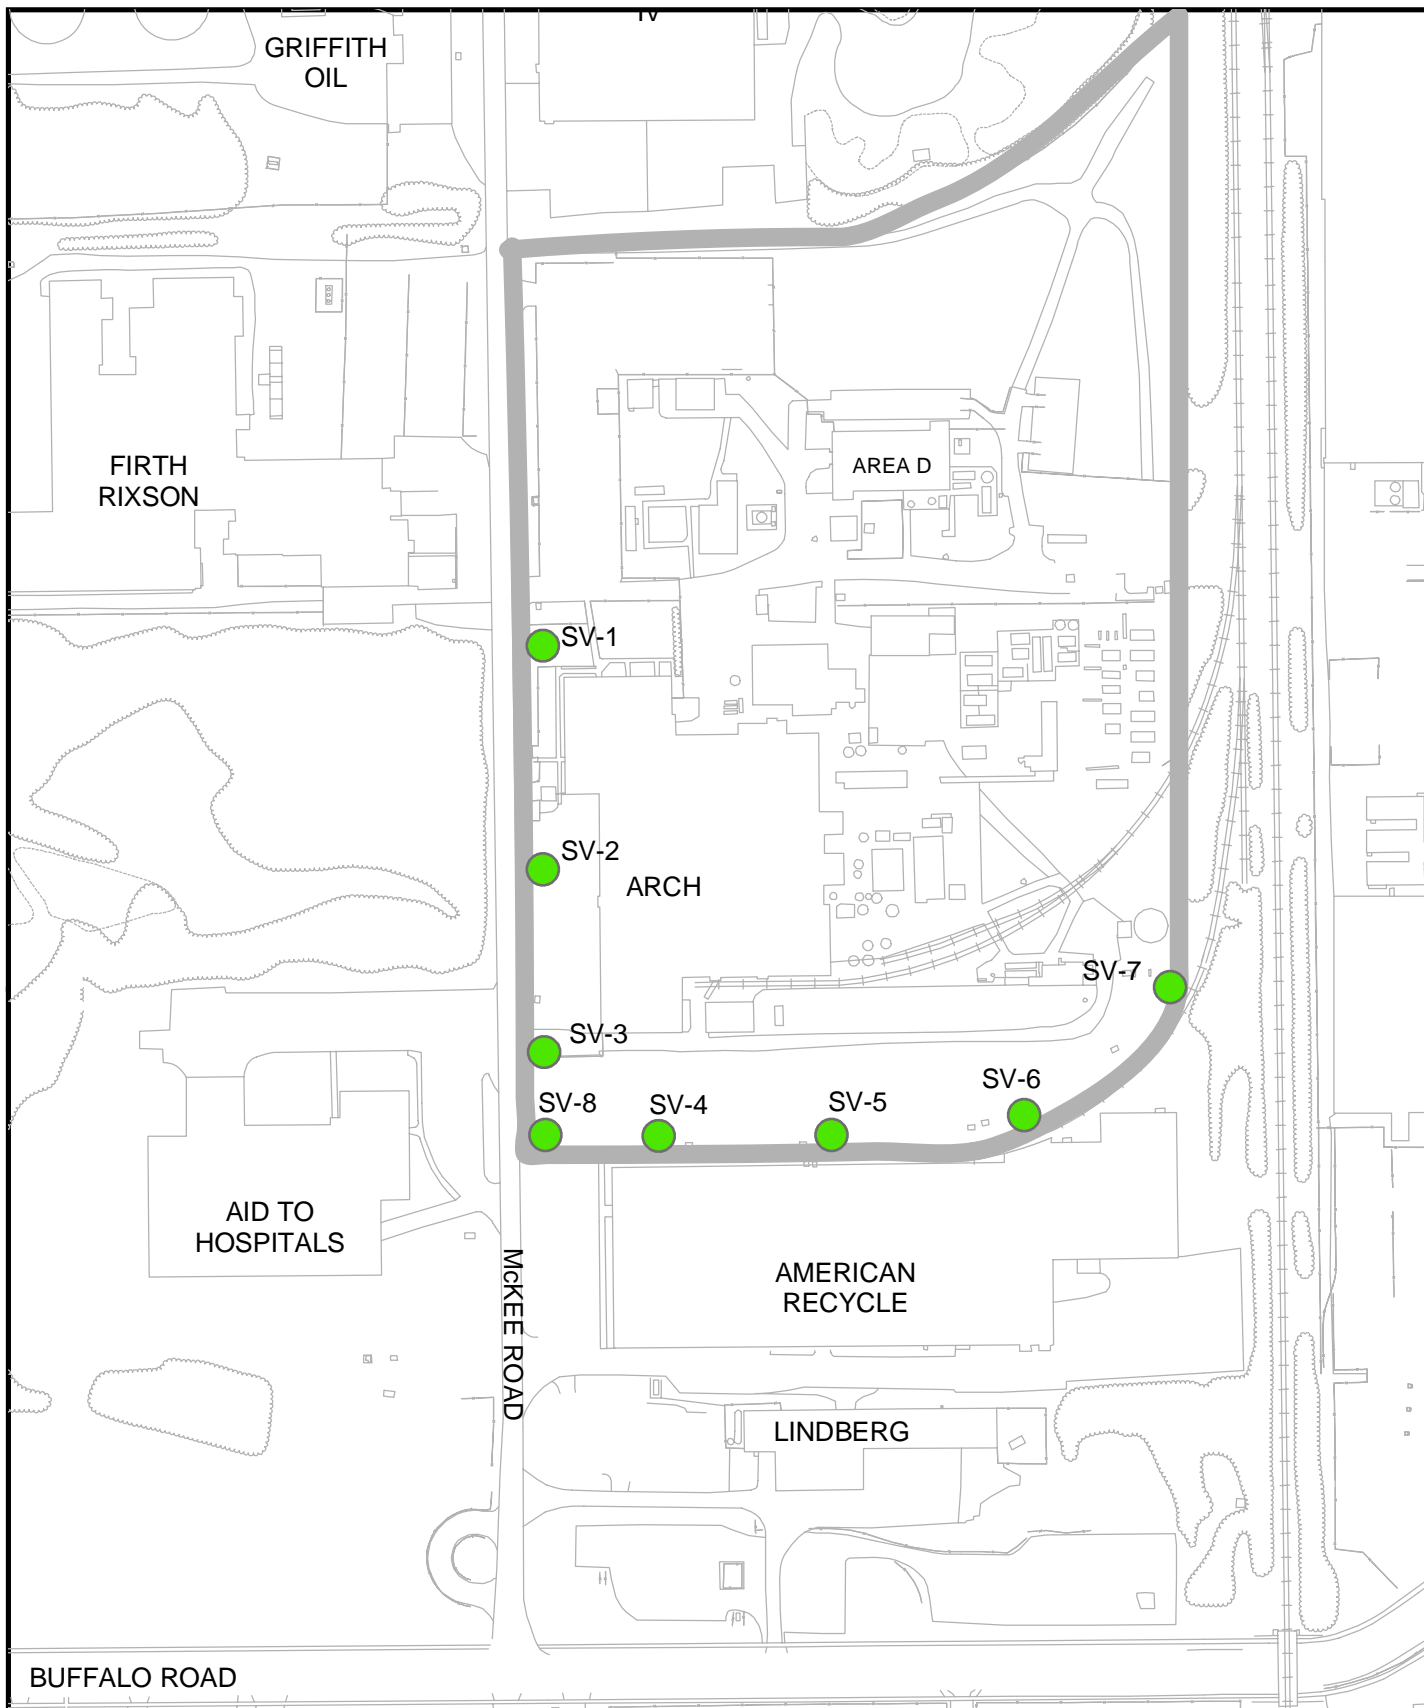 GRIFFITH
OIL
FIRTH
RIXSON
AREA D
SV-1
SV-2
ARCH
SV-7
SV-3
SV-6
SV-8
SV-4
SV-5
AID TO
HOSPITALS
McKEE ROAD
AMERICAN
RECYCLE
LINDBERG
BUFFALO ROAD